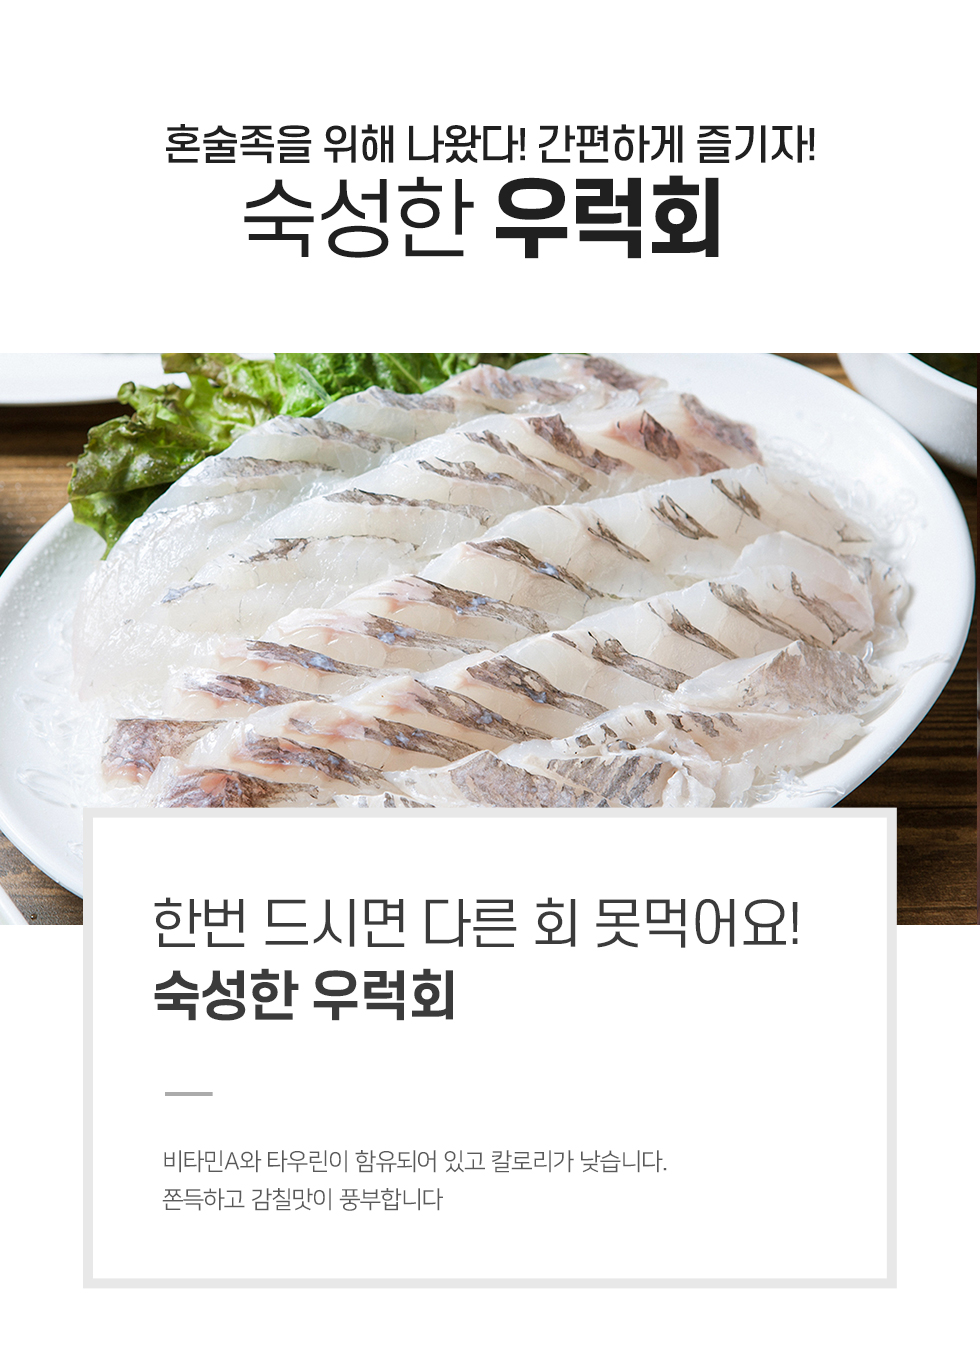 혼술족을 위해 나왔다! 간편하게 즐기자!
숙성한 우럭회
한번 드시면 다른 회 못먹어요!
숙성한 우럭회
비타민A와 타우린이 함유되어 있고 칼로리가 낮습니다.
쫀득하고 감칠맛이 풍부합니다